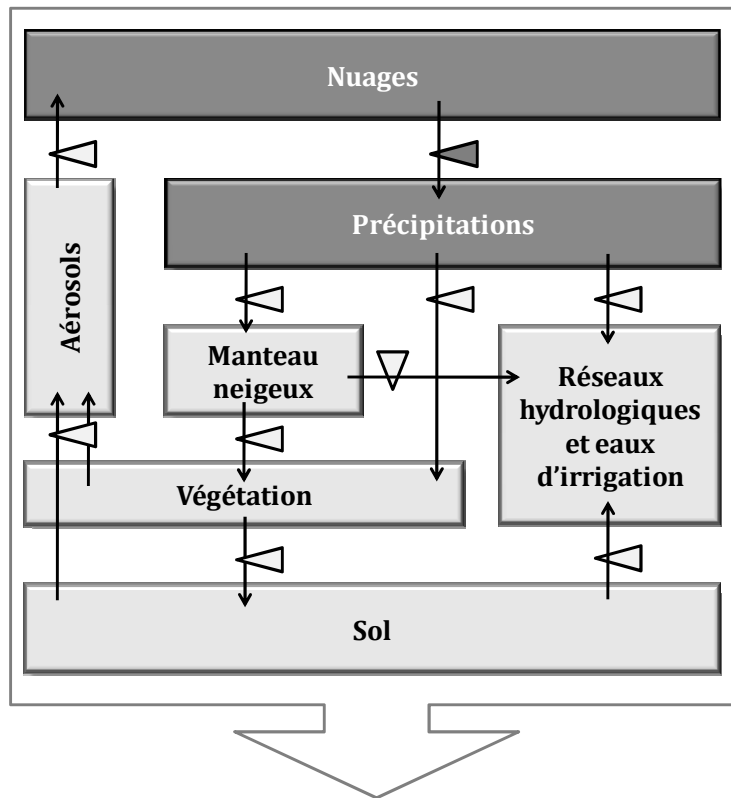 Nuages
Précipitations
Aérosols
Manteau
neigeux
Réseaux
hydrologiques
et eaux
d'irrigation
Végétation
Sol